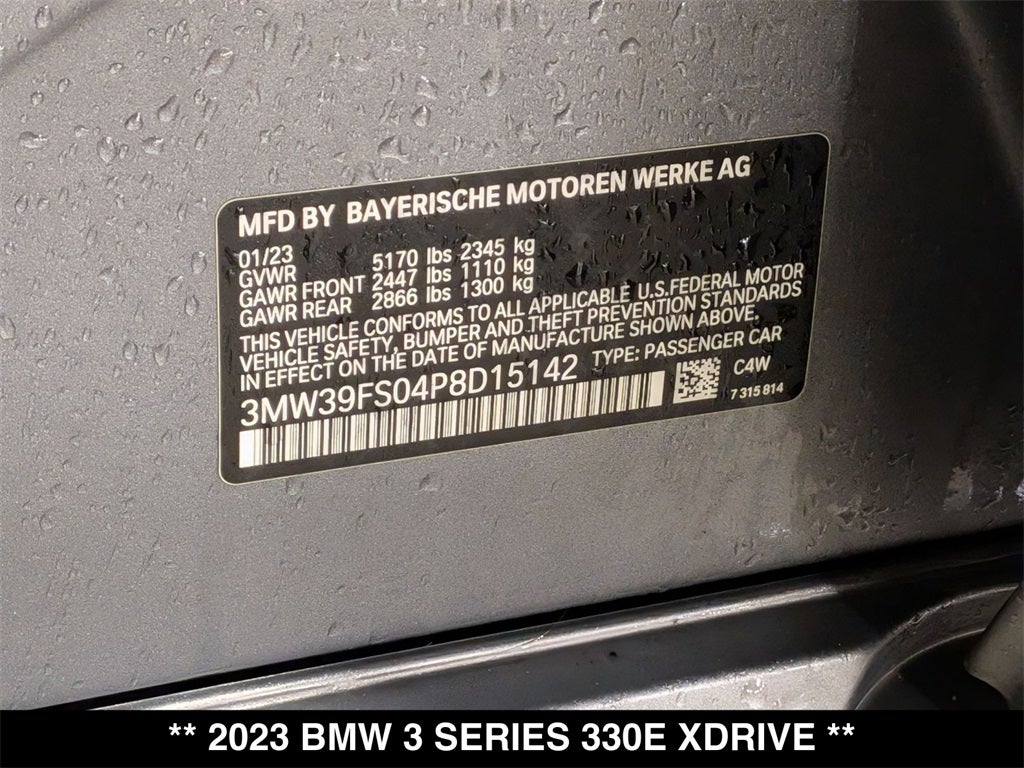 MFD BY BAYERISCHE MOTOREN WERKE AG
01/23
GVWR 5170 lbs 2345 kg
GAWR FRONT 2447 lbs 1110 kg
GAWR REAR 2866 lbs 1300 kg
THIS VEHICLE CONFORMS TO ALL APPLICABLE U.S.FEDERAL MOTOR
VEHICLE SAFETY, BUMPER AND THEFT PREVENTION STANDARDS
IN EFFECT ON THE DATE OF MANUFACTURE SHOWN ABOVE.
3MW39FS04P8D15142 TYPE: PASSENGER CAR
C4W
7 315 814
** 2023 BMW 3 SERIES 330E XDRIVE **